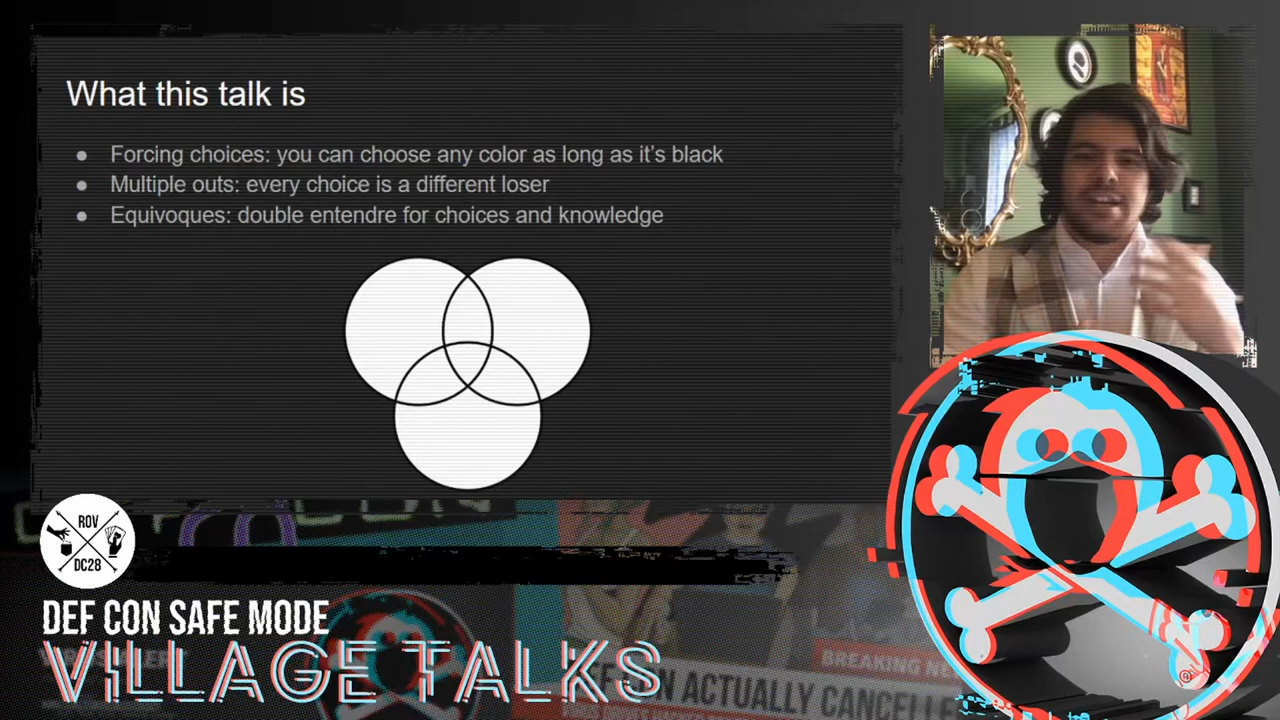 What this talk is
● Forcing choices: you can choose any color as long as it's black
● Multiple outs: every choice is a different loser
● Equivoques: double entendre for choices and knowledge
ROV
DC28
DEF CON SAFE MODE
VILLAGE TALKS
BREAKING
CON ACTUALLY
®